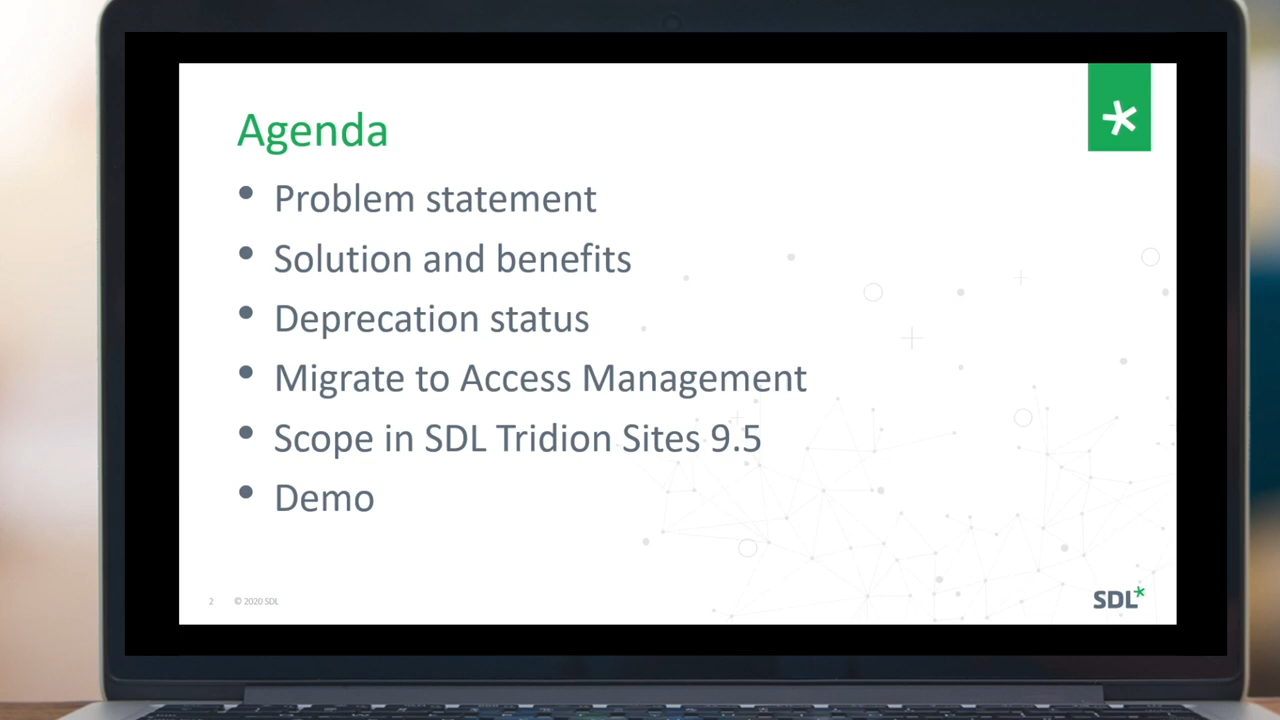 Agenda
• Problem statement
• Solution and benefits
• Deprecation status
• Migrate to Access Management
• Scope in SDL Tridion Sites 9.5
• Demo
2 © 2020 SDL
SDL*